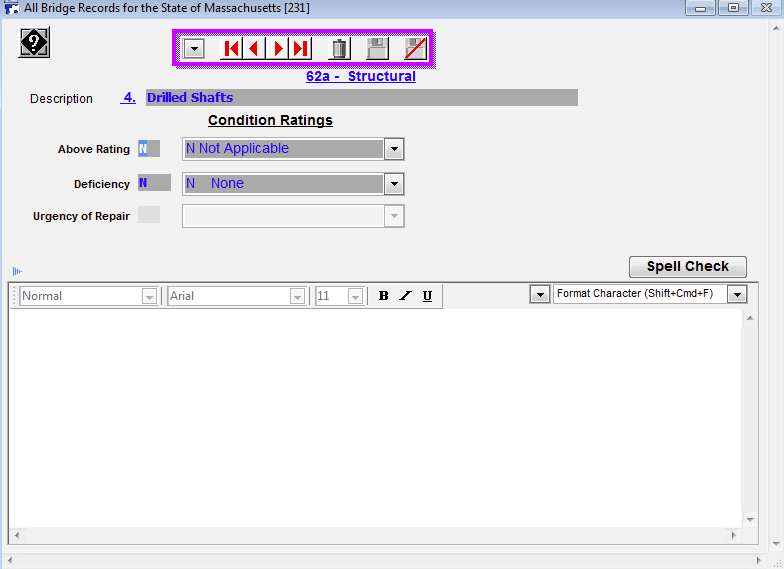 All Bridge Records for the State of Massachusetts [231]
?
62a -  Structural
Description 4. Drilled Shafts
Condition Ratings
Above Rating N N Not Applicable
Deficiency N N None
Urgency of Repair
Spell Check
Normal Arial 11 B I U Format Character (Shift+Cmd+F)